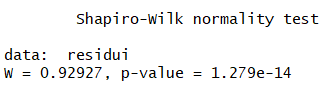 Shapiro-Wilk normality test
data:  residui
W = 0.92927, p-value = 1.279e-14